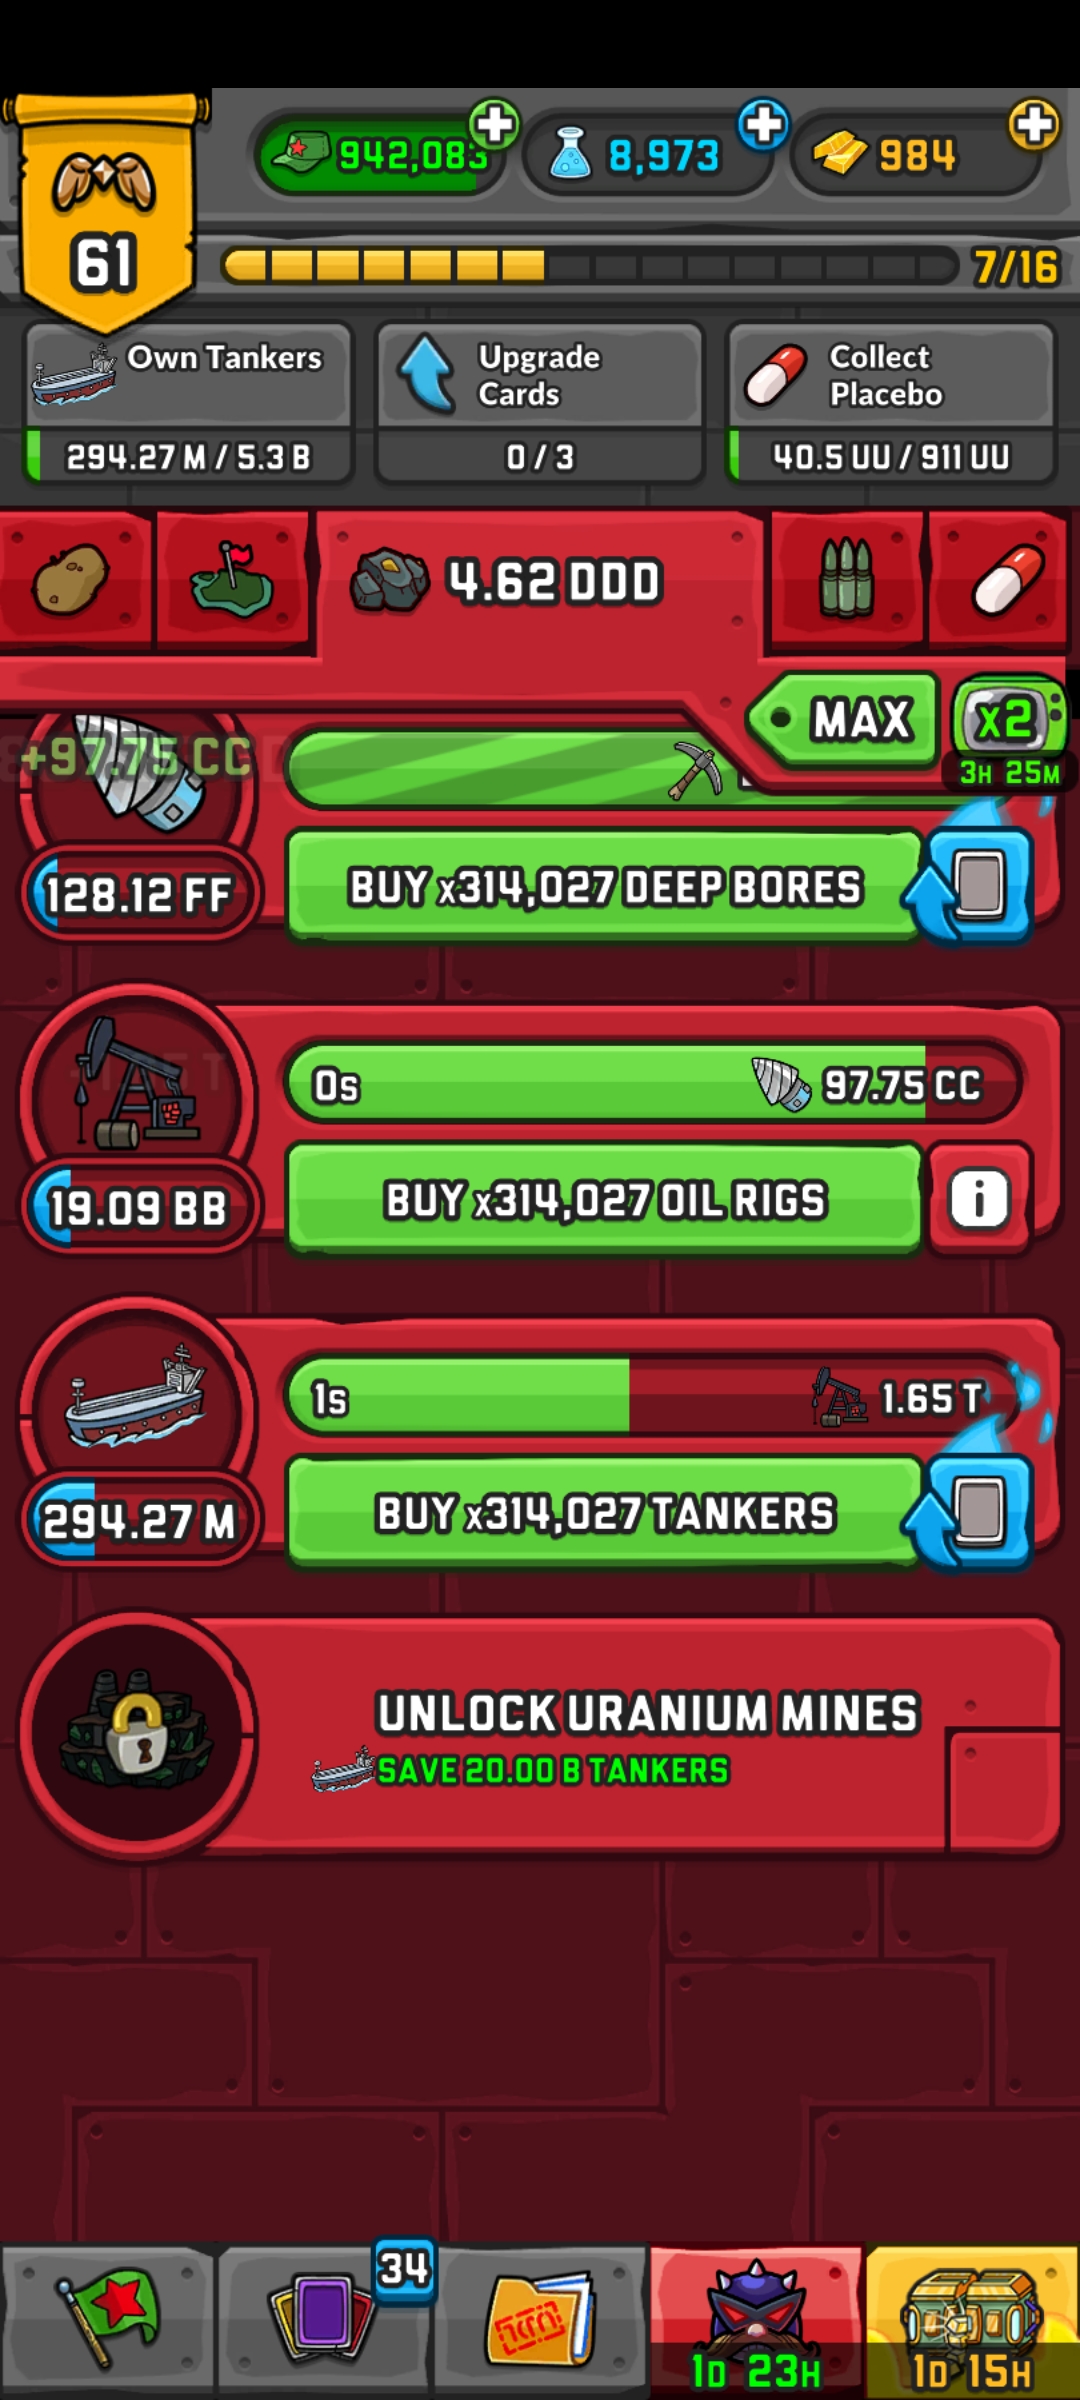 942,083
8,973
984
61
7/16
Own Tankers
Upgrade
Cards
Collect
Placebo
294.27 M / 5.3 B
0 / 3
40.5 UU / 911 UU
4.62 DDD
MAX
x2
3H 25M
+97.75 CC
128.12 FF
BUY x314,027 DEEP BORES
0s
97.75 CC
19.09 BB
BUY x314,027 OIL RIGS
i
1s
1.65 T
294.27 M
BUY x314,027 TANKERS
UNLOCK URANIUM MINES
SAVE 20.00 B TANKERS
34
1D 23H
1D 15H